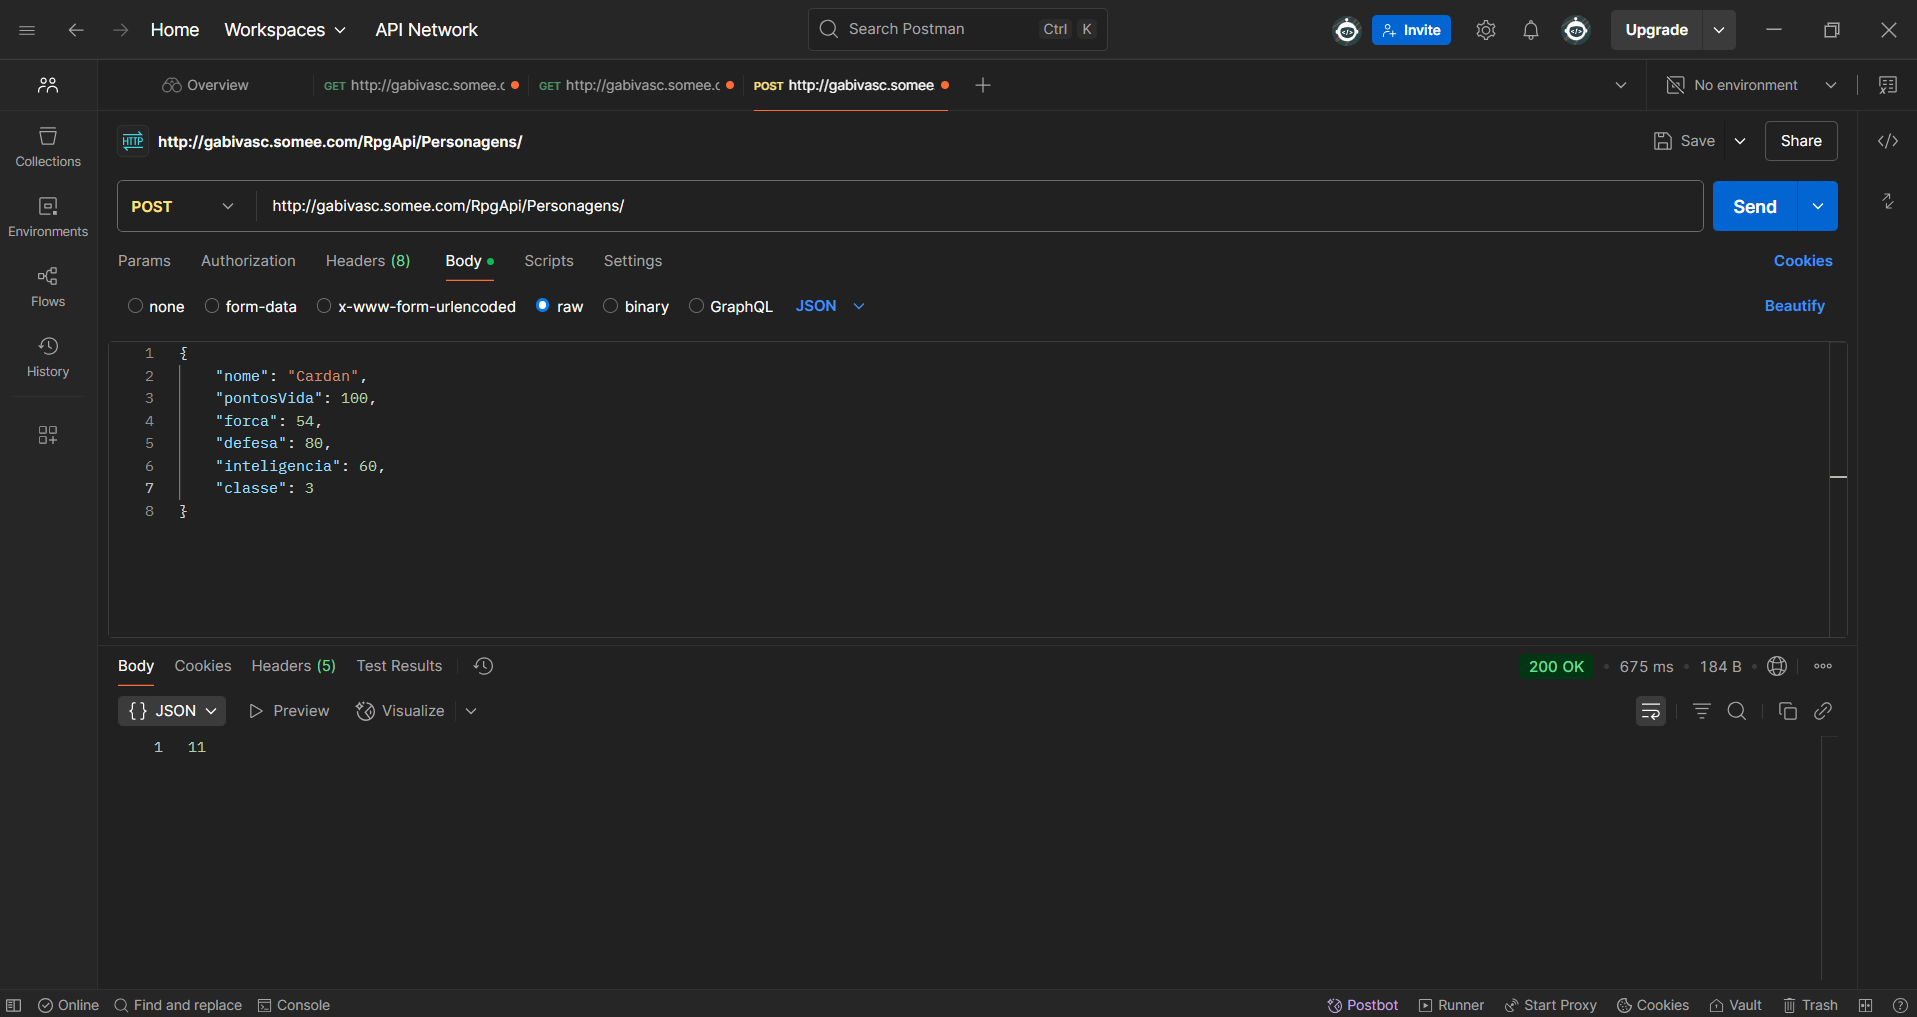 Home Workspaces API Network Search Postman Ctrl K Invite Upgrade
Overview GET http://gabivasc.somee.c GET http://gabivasc.somee.c POST http://gabivasc.somee No environment
HTTP http://gabivasc.somee.com/RpgApi/Personagens/ Save Share
Collections
Environments
Flows
History
POST http://gabivasc.somee.com/RpgApi/Personagens/ Send
Params Authorization Headers (8) Body Scripts Settings Cookies
none form-data x-www-form-urlencoded raw binary GraphQL JSON Beautify
1 {
2 "nome": "Cardan",
3 "pontosVida": 100,
4 "forca": 54,
5 "defesa": 80,
6 "inteligencia": 60,
7 "classe": 3
8 }
Body Cookies Headers (5) Test Results 200 OK • 675 ms • 184 B •
{} JSON Preview Visualize
1 11
Online Find and replace Console Postbot Runner Start Proxy Cookies Vault Trash